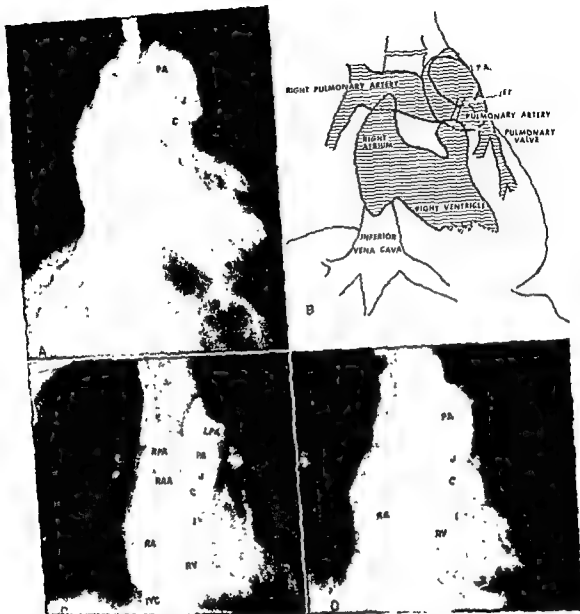 PA
J
C
I
A
P.A.
JET
RIGHT PULMONARY ARTERY
PULMONARY ARTERY
PULMONARY
VALVE
RIGHT
ATRIUM
RIGHT VENTRICLE
INFERIOR
VENA CAVA
B
LPA
RPA
PA
RAA
J
C
I
RA
RV
IVC
C
PA
J
C
RA
I
RV
D